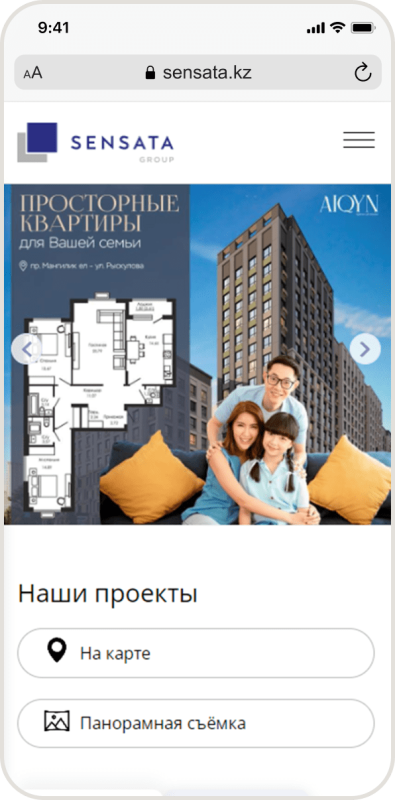 9:41
AA
sensata.kz
SENSATA
GROUP
ПРОСТОРНЫЕ
КВАРТИРЫ
для Вашей семьи
AIQYN
пр. Мангилик ел - ул. Рыскулова
Наши проекты
На карте
Панорамная съёмка